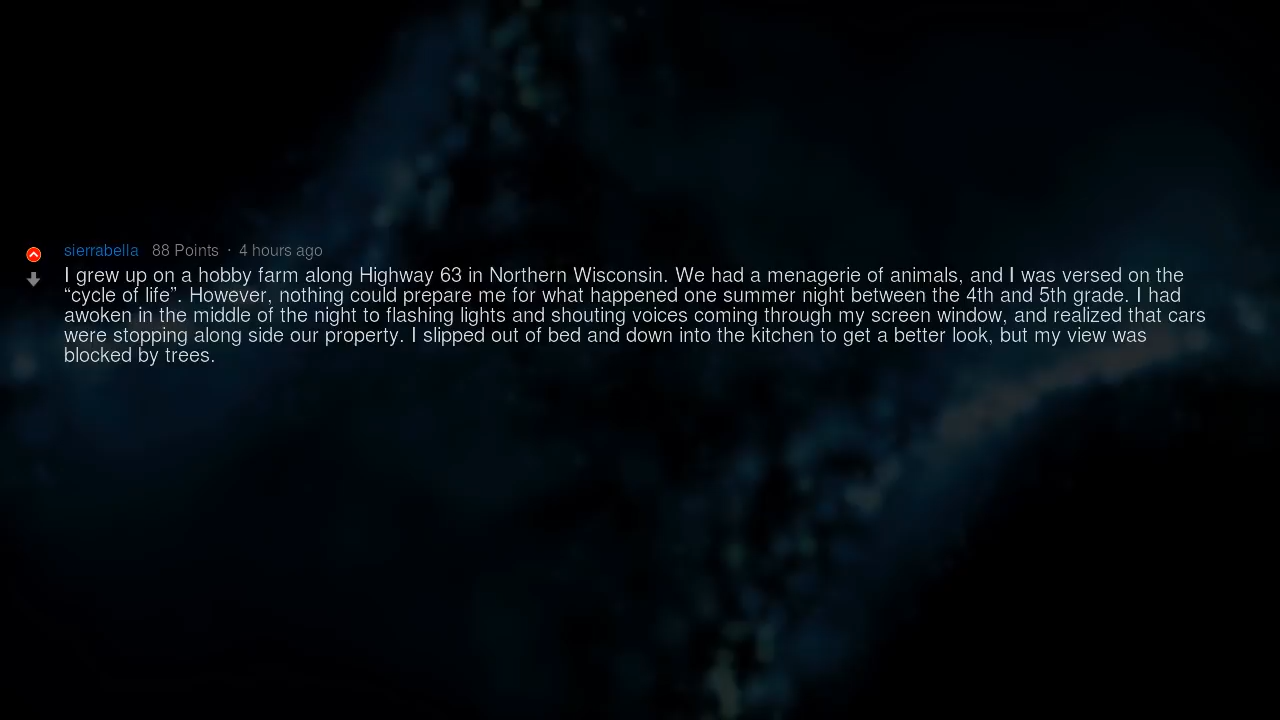 sierrabella 88 Points · 4 hours ago
I grew up on a hobby farm along Highway 63 in Northern Wisconsin. We had a menagerie of animals, and I was versed on the
“cycle of life”. However, nothing could prepare me for what happened one summer night between the 4th and 5th grade. I had
awoken in the middle of the night to flashing lights and shouting voices coming through my screen window, and realized that cars
were stopping along side our property. I slipped out of bed and down into the kitchen to get a better look, but my view was
blocked by trees.